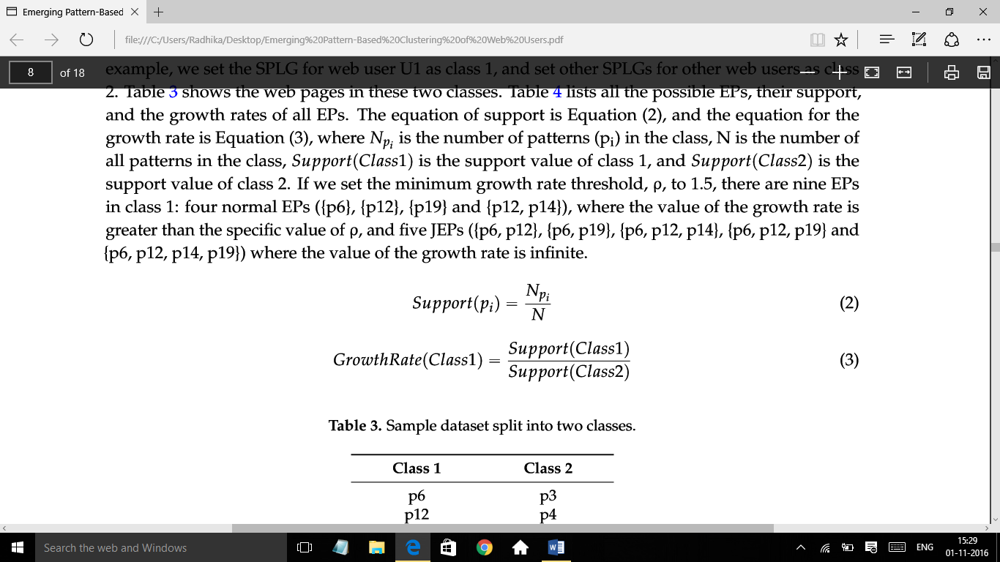 Emerging Pattern-Based
file:///C:/Users/Radhika/Desktop/Emerging%20Pattern-Based%20Clustering%20of%20Web%20Users.pdf
8 of 18
example, we set the SPLG for web user U1 as class 1, and set other SPLGs for other web users as class
2. Table 3 shows the web pages in these two classes. Table 4 lists all the possible EPs, their support,
and the growth rates of all EPs. The equation of support is Equation (2), and the equation for the
growth rate is Equation (3), where N_{p_i} is the number of patterns (p_i) in the class, N is the number of
all patterns in the class, Support(Class1) is the support value of class 1, and Support(Class2) is the
support value of class 2. If we set the minimum growth rate threshold, ρ, to 1.5, there are nine EPs
in class 1: four normal EPs ({p6}, {p12}, {p19} and {p12, p14}), where the value of the growth rate is
greater than the specific value of ρ, and five JEPs ({p6, p12}, {p6, p19}, {p6, p12, p14}, {p6, p12, p19} and
{p6, p12, p14, p19}) where the value of the growth rate is infinite.
Support(p_i) = N_{p_i} / N (2)
GrowthRate(Class1) = Support(Class1) / Support(Class2) (3)
Table 3. Sample dataset split into two classes.
Class 1 Class 2
p6 p3
p12 p4
Search the web and Windows
ENG
15:29
01-11-2016